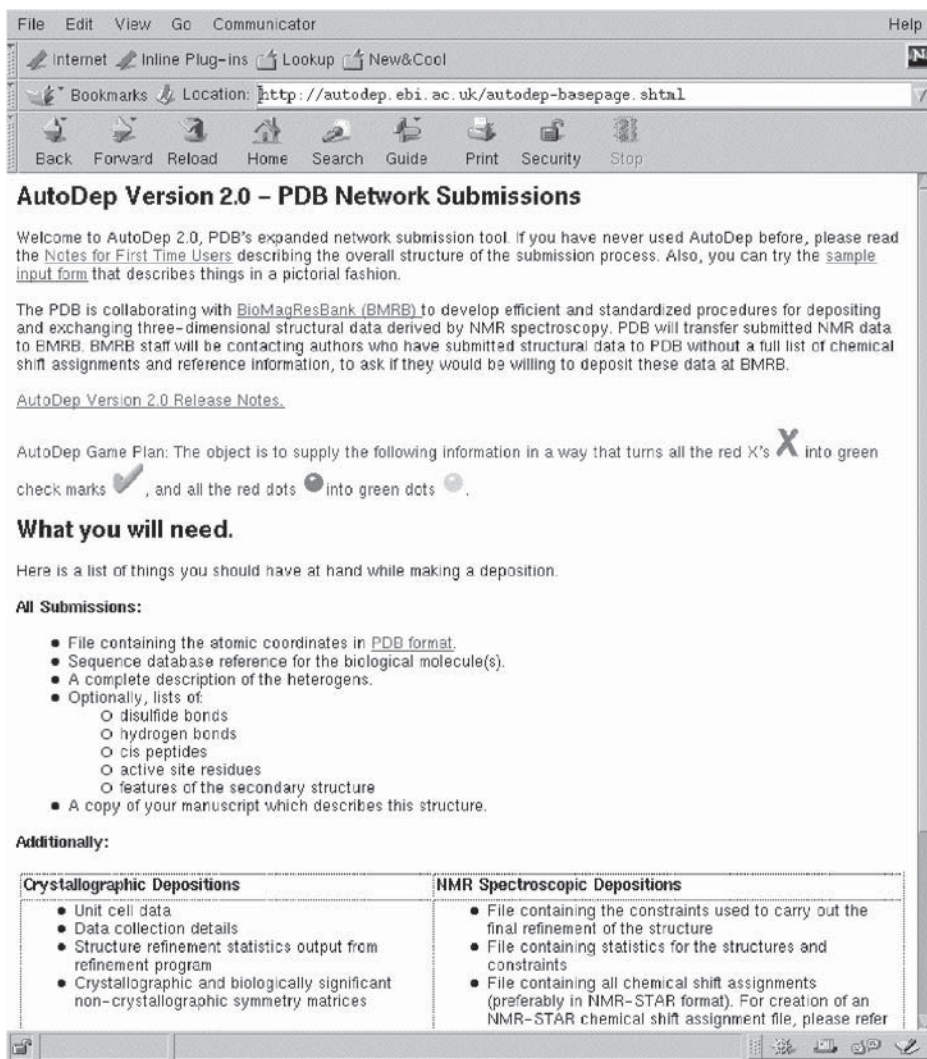 File Edit View Go Communicator Help
Internet Inline Plug-ins Lookup New&Cool
N
Bookmarks Location: http://autodep.ebi.ac.uk/autodep-basepage.shtml
Back Forward Reload Home Search Guide Print Security Stop
AutoDep Version 2.0 – PDB Network Submissions
Welcome to AutoDep 2.0, PDB's expanded network submission tool. If you have never used AutoDep before, please read
the Notes for First Time Users describing the overall structure of the submission process. Also, you can try the sample
input form that describes things in a pictorial fashion.
The PDB is collaborating with BioMagResBank (BMRB) to develop efficient and standardized procedures for depositing
and exchanging three-dimensional structural data derived by NMR spectroscopy. PDB will transfer submitted NMR data
to BMRB. BMRB staff will be contacting authors who have submitted structural data to PDB without a full list of chemical
shift assignments and reference information, to ask if they would be willing to deposit these data at BMRB.
AutoDep Version 2.0 Release Notes.
AutoDep Game Plan: The object is to supply the following information in a way that turns all the red X's X into green
check marks , and all the red dots into green dots .
What you will need.
Here is a list of things you should have at hand while making a deposition.
All Submissions:
File containing the atomic coordinates in PDB format.
Sequence database reference for the biological molecule(s).
A complete description of the heterogens.
Optionally, lists of:
disulfide bonds
hydrogen bonds
cis peptides
active site residues
features of the secondary structure
A copy of your manuscript which describes this structure.
Additionally:
Crystallographic Depositions
Unit cell data
Data collection details
Structure refinement statistics output from
refinement program
Crystallographic and biologically significant
non-crystallographic symmetry matrices
NMR Spectroscopic Depositions
File containing the constraints used to carry out the
final refinement of the structure
File containing statistics for the structures and
constraints
File containing all chemical shift assignments
(preferably in NMR-STAR format). For creation of an
NMR-STAR chemical shift assignment file, please refer